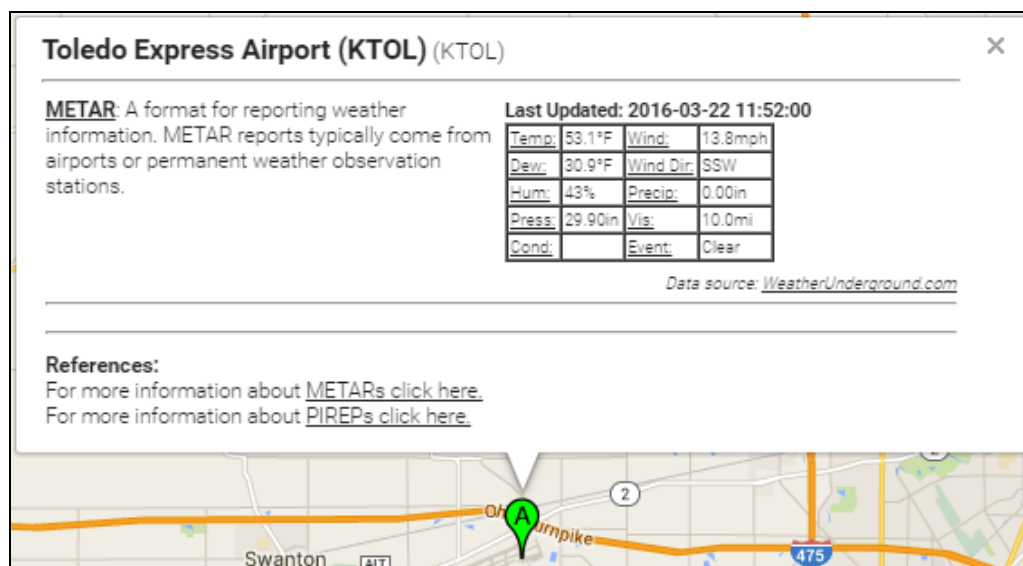 Toledo Express Airport (KTOL) (KTOL)
×
METAR: A format for reporting weather
information. METAR reports typically come from
airports or permanent weather observation
stations.
Last Updated: 2016-03-22 11:52:00
Temp: 53.1°F Wind: 13.8mph
Dew: 30.9°F Wind Dir: SSW
Hum: 43% Precip: 0.00in
Press: 29.90in Vis: 10.0mi
Cond: Event: Clear
Data source: WeatherUnderground.com
References:
For more information about METARs click here.
For more information about PIREPs click here.
2
2
A
475
Swanton
ALT